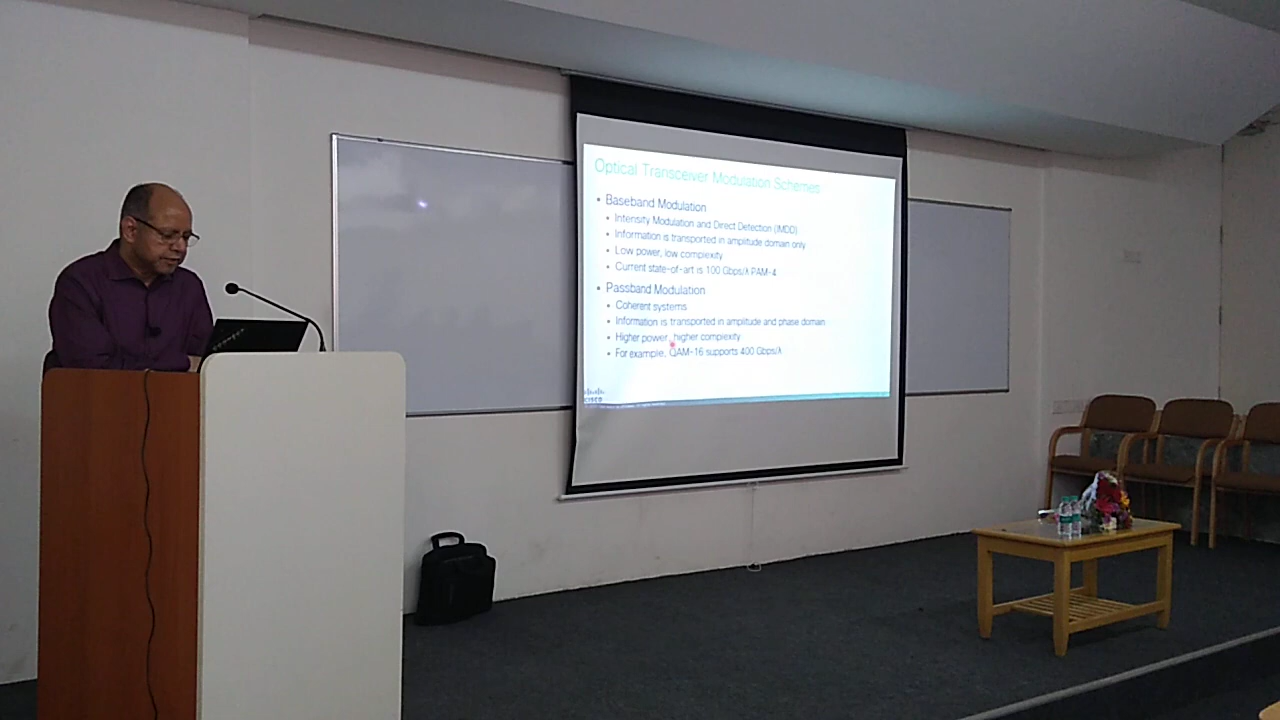 Optical Transceiver Modulation Schemes
• Baseband Modulation
• Intensity Modulation and Direct Detection (IMDD)
• Information is transported in amplitude domain only
• Low power, low complexity
• Current state-of-art is 100 Gbps/λ PAM-4
• Passband Modulation
• Coherent systems
• Information is transported in amplitude and phase domain
• Higher power, higher complexity
• For example, QAM-16 supports 400 Gbps/λ
CISCO